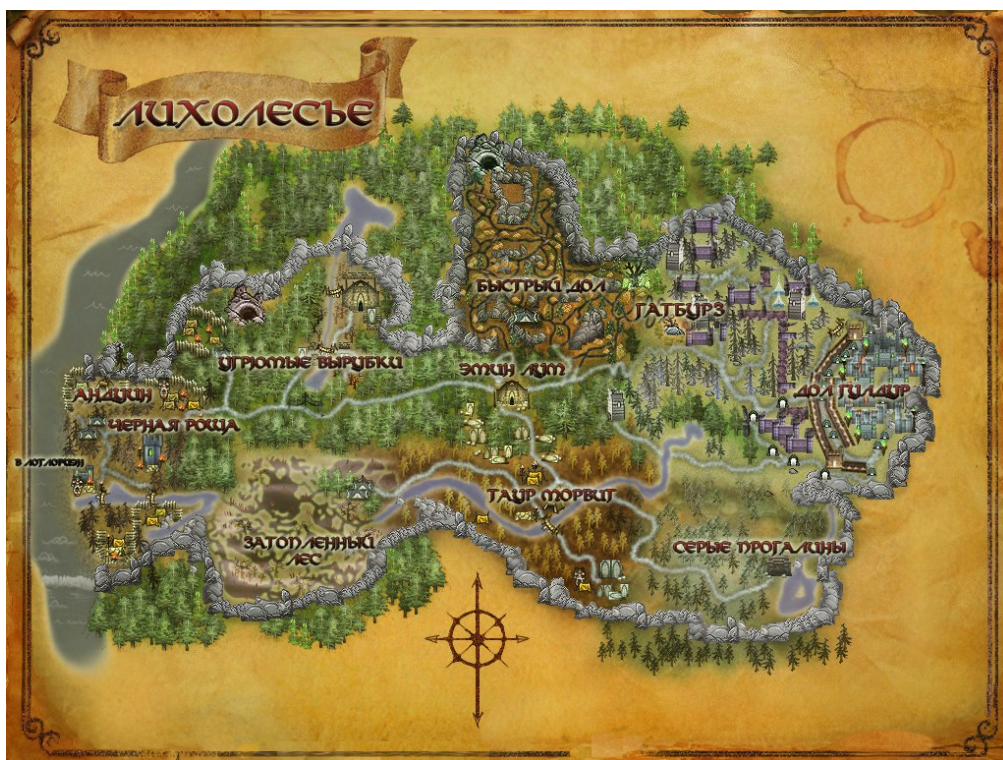 ЛИХОЛЕСЬЕ
БЫСТРЫЙ ДОЛ
ГАТБУРЗ
УГРЮМЫЕ ВЫРУБКИ
ЭМИН ЛУМ
АНДУИН
ДОЛ ГУЛДУР
ЧЕРНАЯ РОЩА
В ЛОТЛОРИЭН
ТАУР МОРВИТ
ЗАТОПЛЕННЫЙ
ЛЕС
СЕРЫЕ ПРОГАЛИНЫ